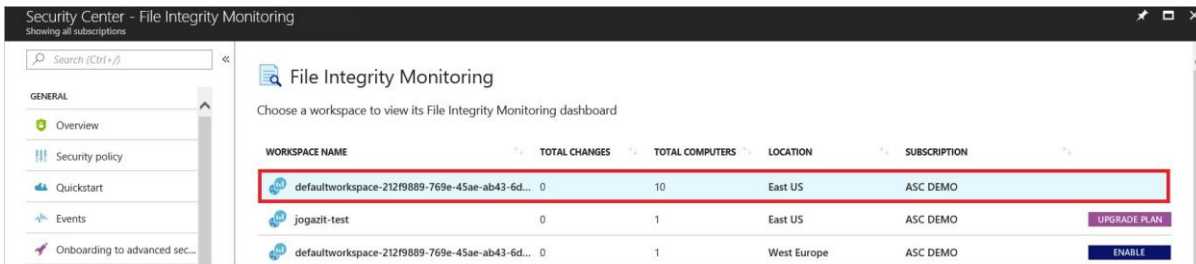 Security Center - File Integrity Monitoring
Showing all subscriptions
Search (Ctrl+/)
GENERAL
Overview
Security policy
Quickstart
Events
Onboarding to advanced sec...
File Integrity Monitoring
Choose a workspace to view its File Integrity Monitoring dashboard
WORKSPACE NAME TOTAL CHANGES TOTAL COMPUTERS LOCATION SUBSCRIPTION
defaultworkspace-212f9889-769e-45ae-ab43-6d... 0 10 East US ASC DEMO
jogazit-test 0 1 East US ASC DEMO UPGRADE PLAN
defaultworkspace-212f9889-769e-45ae-ab43-6d... 0 1 West Europe ASC DEMO ENABLE